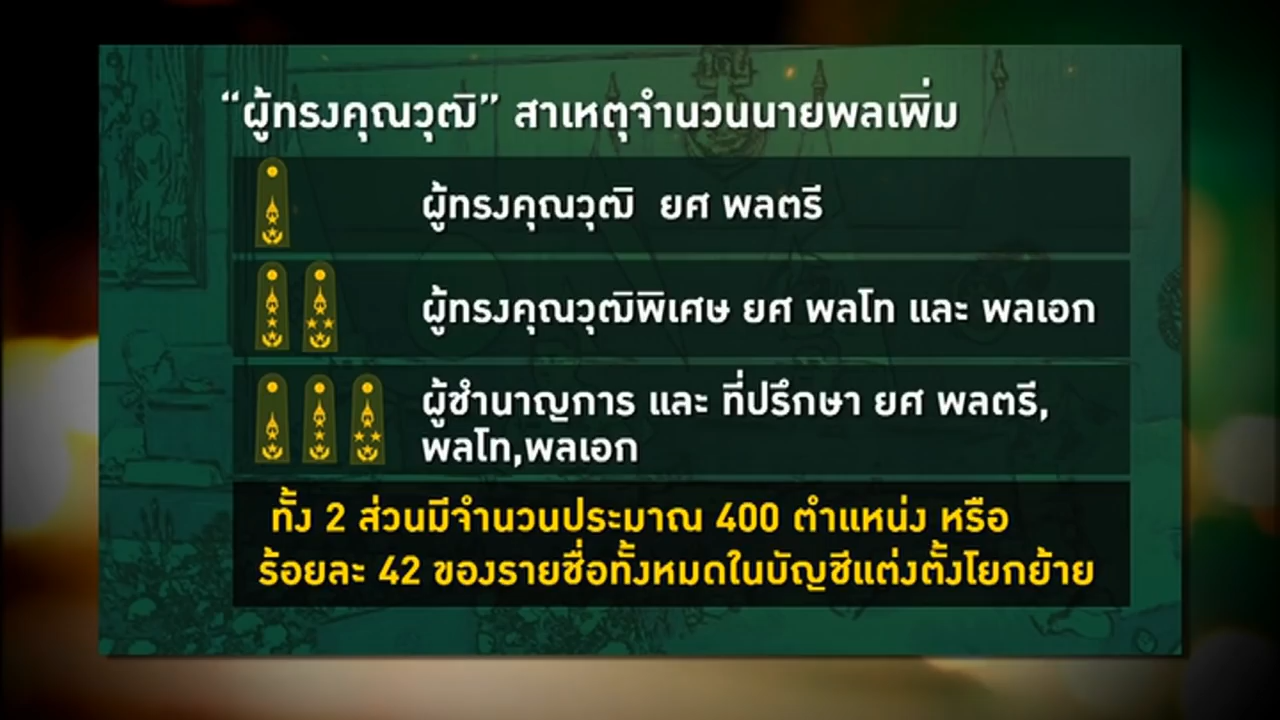 “ผู้ทรงคุณวุฒิ” สาเหตุจำนวนนายพลเพิ่ม
ผู้ทรงคุณวุฒิ ยศ พลตรี
ผู้ทรงคุณวุฒิพิเศษ ยศ พลโท และ พลเอก
ผู้ชำนาญการ และ ที่ปรึกษา ยศ พลตรี,
พลโท,พลเอก
ทั้ง 2 ส่วนมีจำนวนประมาณ 400 ตำแหน่ง หรือ
ร้อยละ 42 ของรายชื่อทั้งหมดในบัญชีแต่งตั้งโยกย้าย